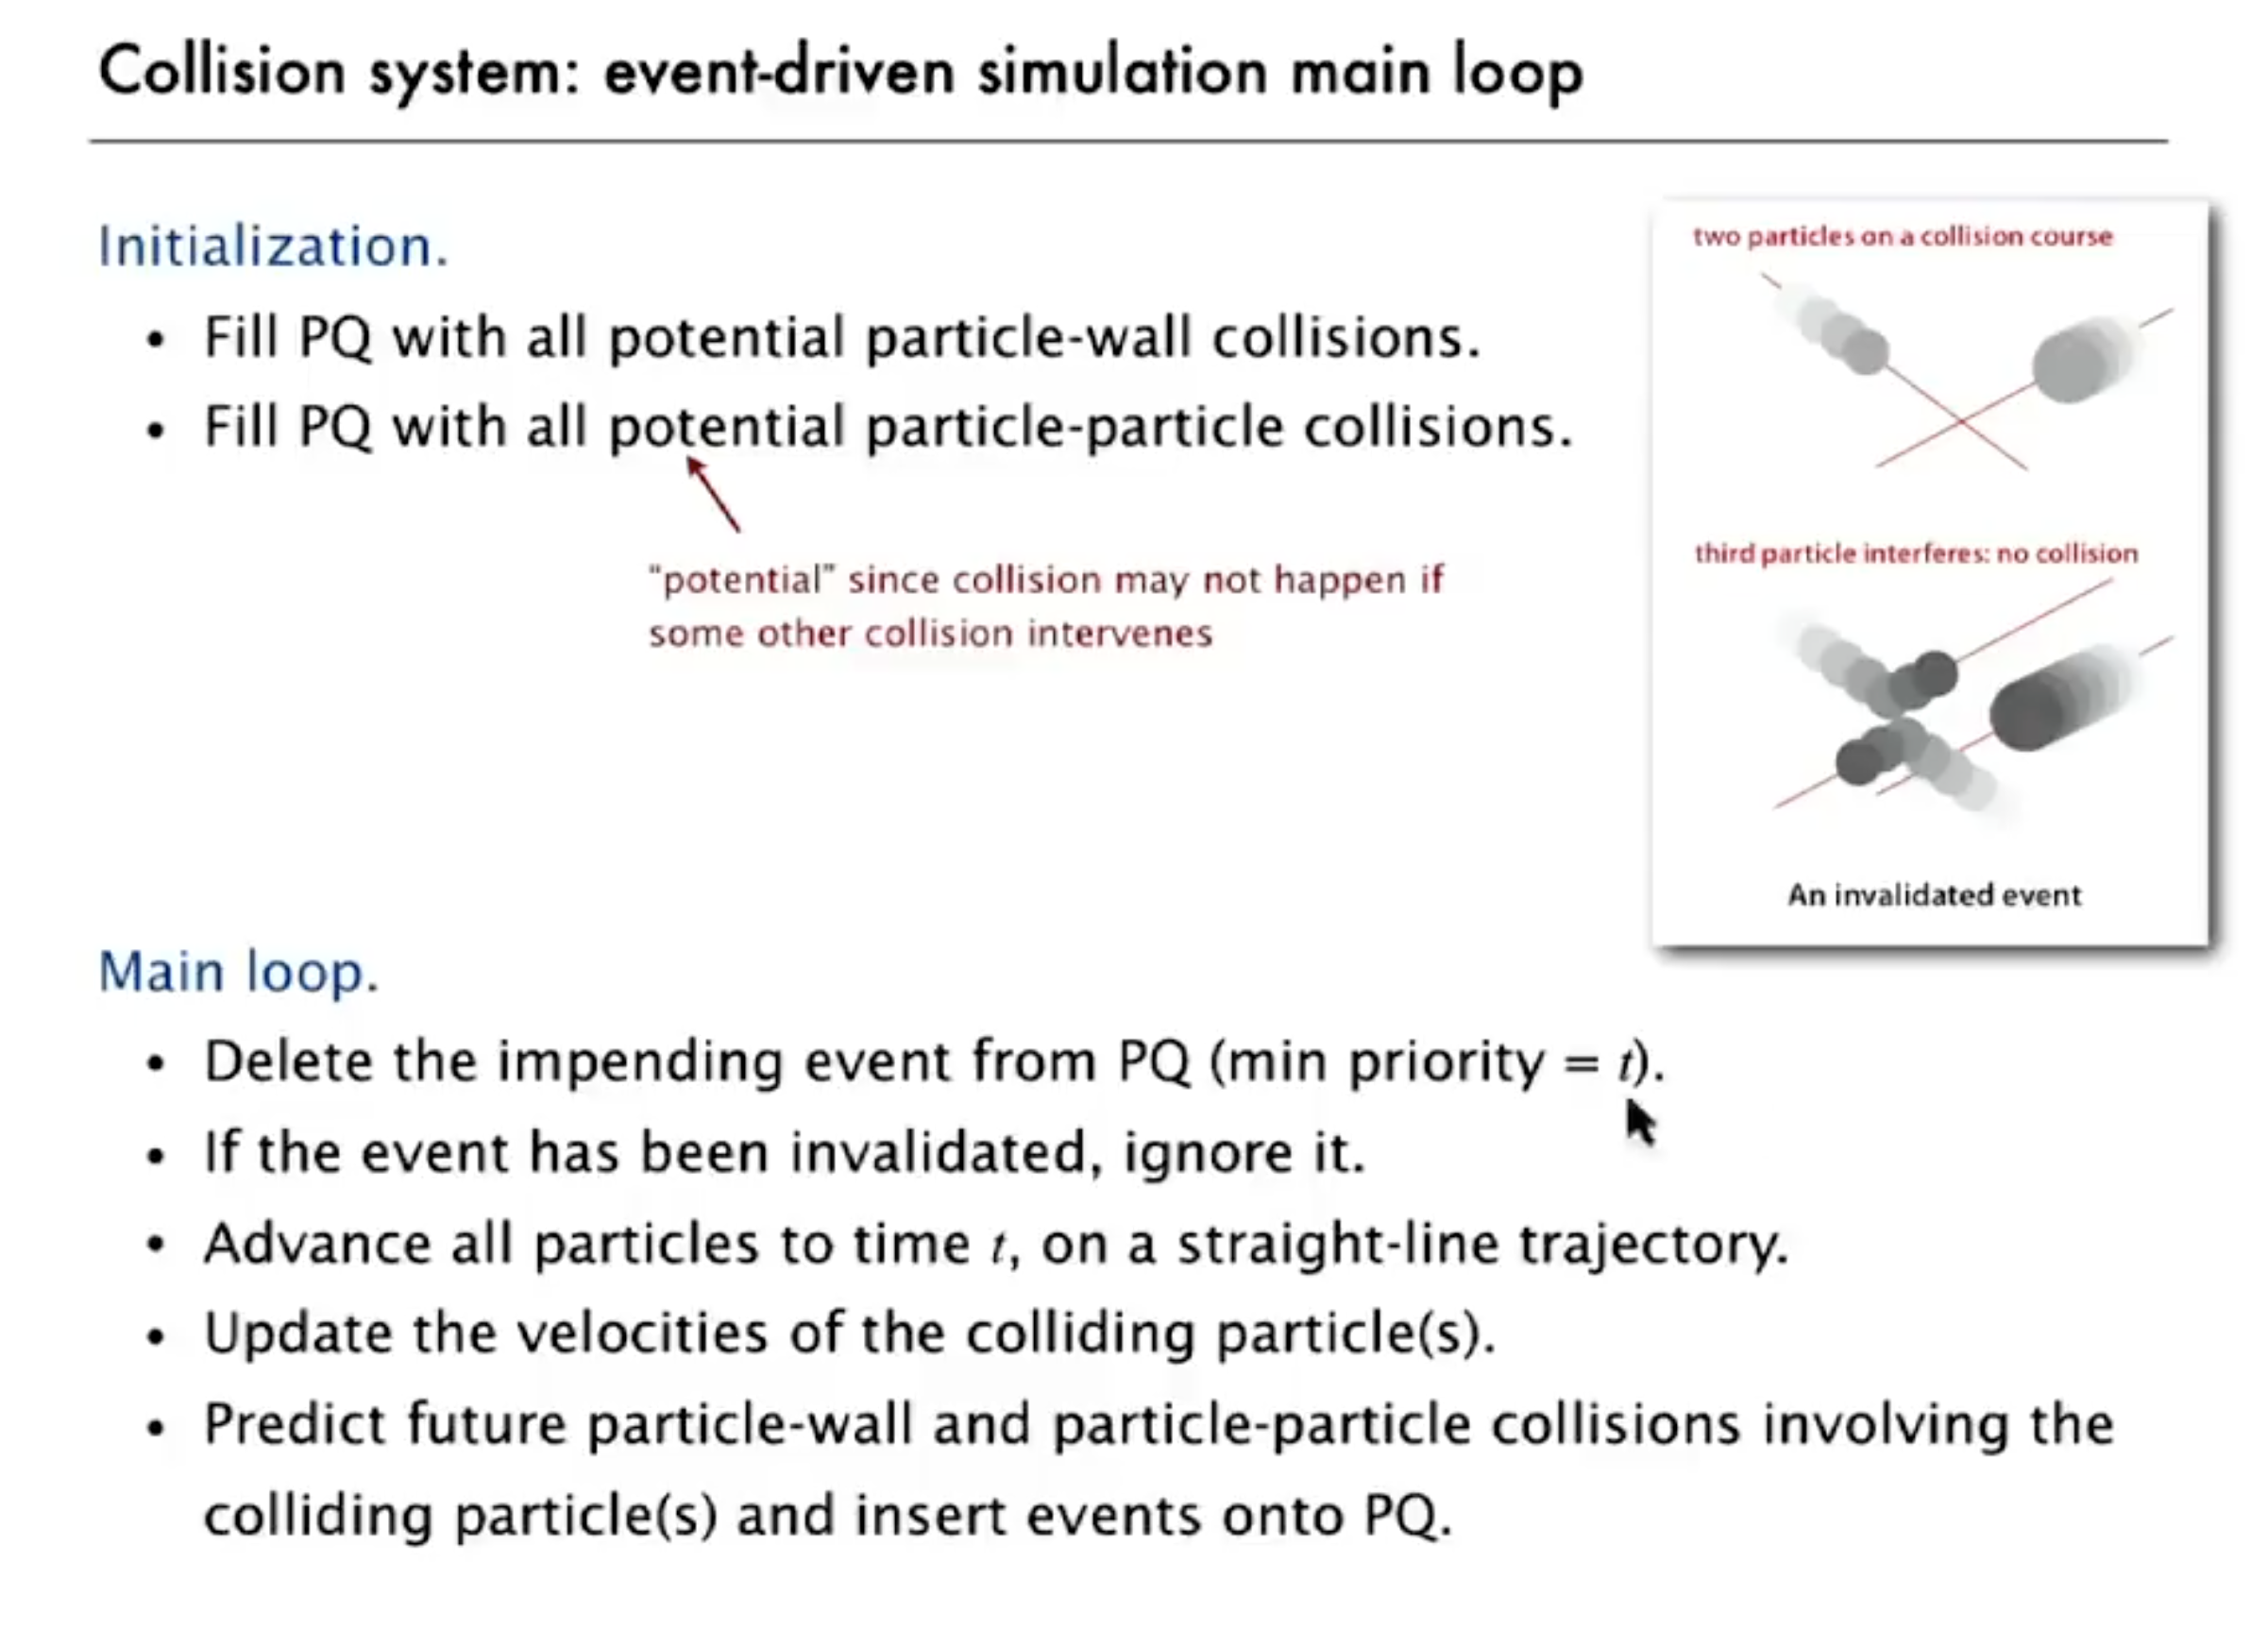 Collision system: event-driven simulation main loop
Initialization.
• Fill PQ with all potential particle-wall collisions.
• Fill PQ with all potential particle-particle collisions.
“potential” since collision may not happen if
some other collision intervenes
two particles on a collision course
third particle interferes: no collision
An invalidated event
Main loop.
• Delete the impending event from PQ (min priority = t).
• If the event has been invalidated, ignore it.
• Advance all particles to time t, on a straight-line trajectory.
• Update the velocities of the colliding particle(s).
• Predict future particle-wall and particle-particle collisions involving the
colliding particle(s) and insert events onto PQ.